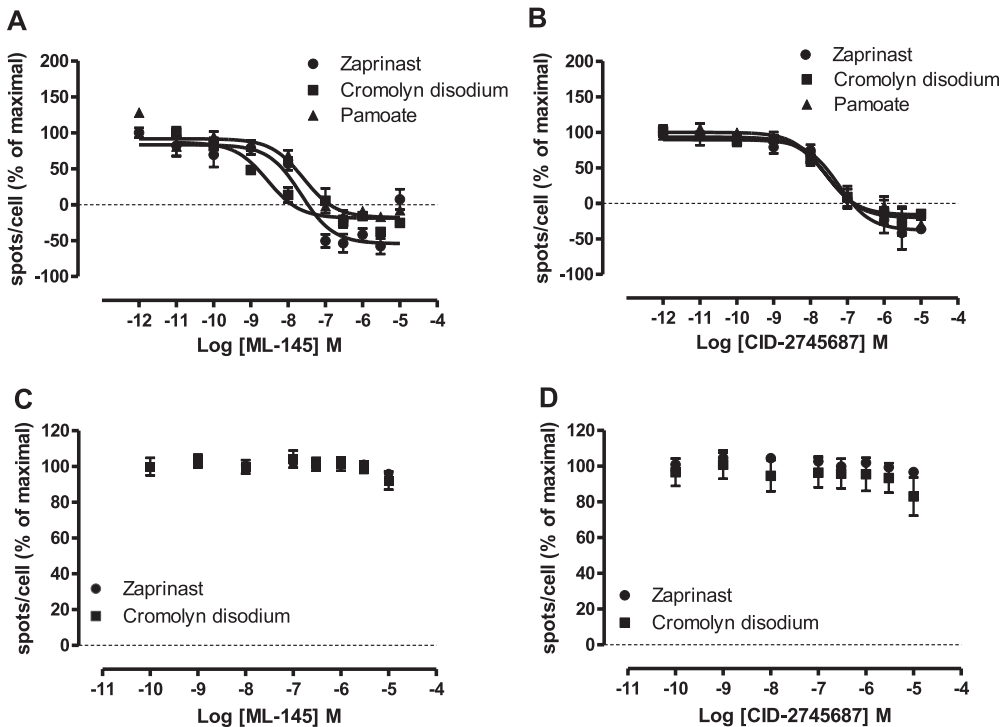 A
spots/cell (% of maximal)
200
150
100
50
0
-50
-100
Zaprinast
Cromolyn disodium
Pamoate
-12 -11 -10 -9 -8 -7 -6 -5 -4
Log [ML-145] M
B
spots/cell (% of maximal)
200
150
100
50
0
-50
-100
Zaprinast
Cromolyn disodium
Pamoate
-12 -11 -10 -9 -8 -7 -6 -5 -4
Log [CID-2745687] M
C
spots/cell (% of maximal)
120
100
80
60
40
20
0
Zaprinast
Cromolyn disodium
-11 -10 -9 -8 -7 -6 -5 -4
Log [ML-145] M
D
spots/cell (% of maximal)
120
100
80
60
40
20
0
Zaprinast
Cromolyn disodium
-11 -10 -9 -8 -7 -6 -5 -4
Log [CID-2745687] M